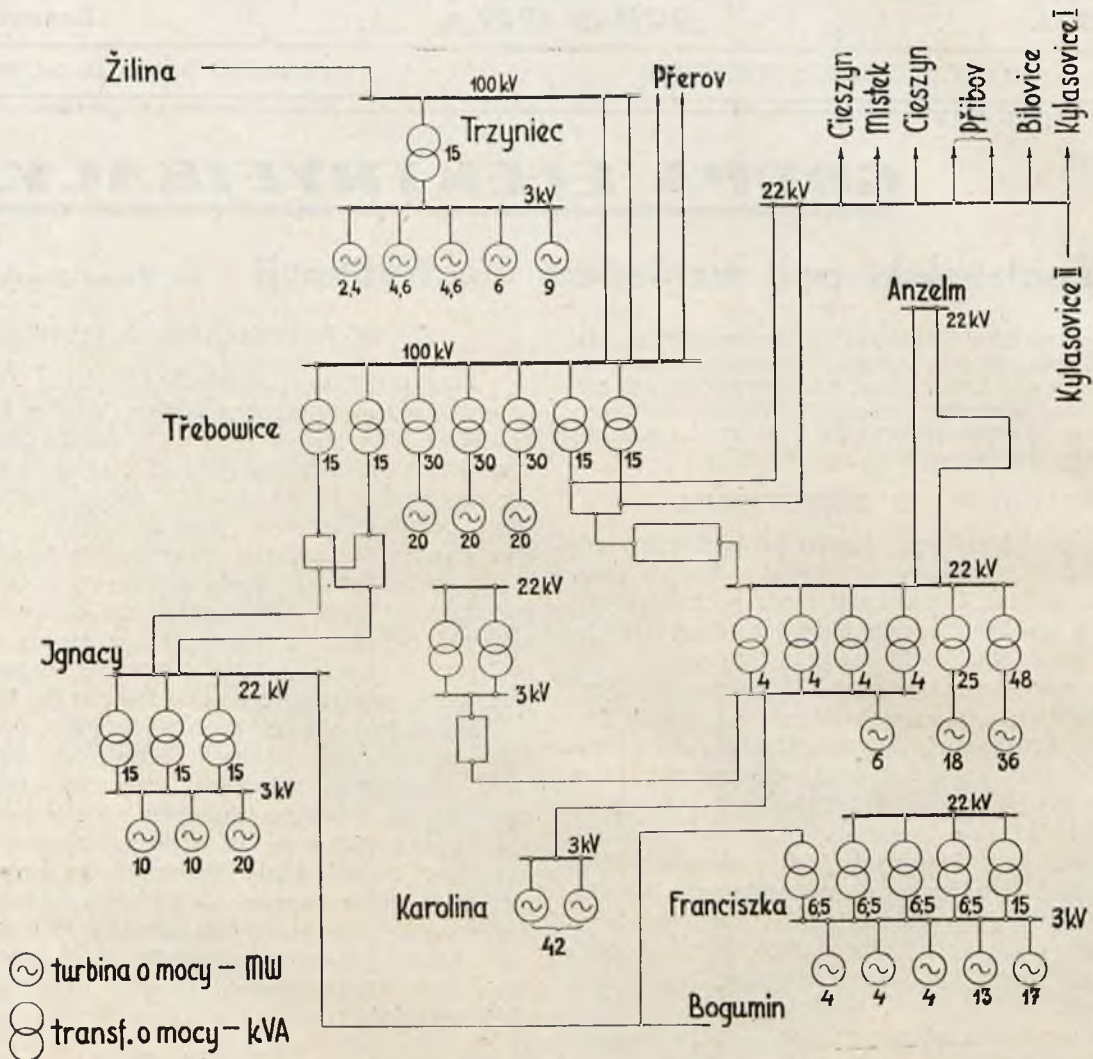 Žilina
100 kV
Přerov
Trzyniec
15
3 kV
2,4 4,6 4,6 6 9
Cieszyn
Mistek
Cieszyn
Přibov
Bilovice
Kylasovice I
22 kV
Kylasovice II
Anzelm
22 kV
100 kV
Třebowice
15 15 30 30 30 15 15
20 20 20
22 kV
3 kV
22 kV
4 4 4 4 25 48
6 18 36
Jgnacy
22 kV
15 15 15
3 kV
10 10 20
3 kV
Karolina
42
22 kV
Franciszka
6,5 6,5 6,5 6,5 15
3 kV
4 4 4 13 17
Bogumin
turbina o mocy – MW
transf. o mocy – kVA